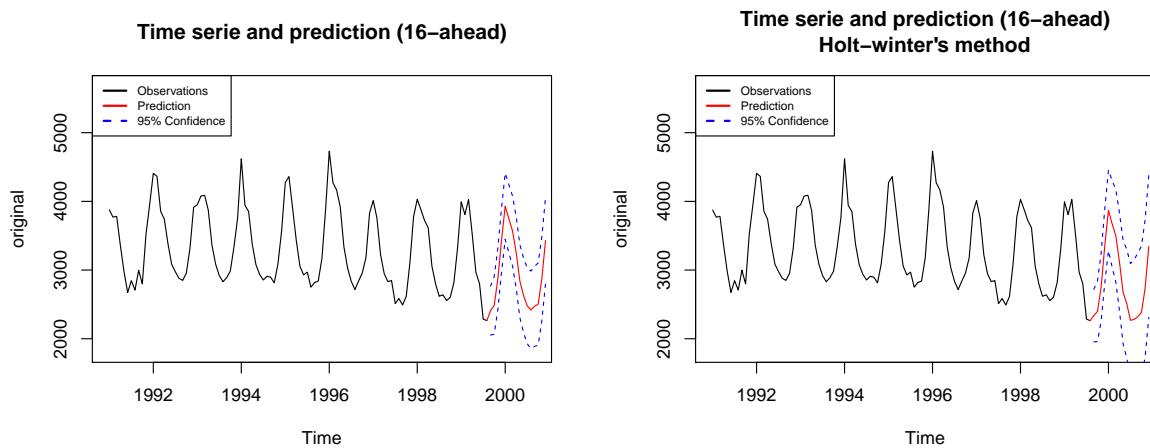 Time serie and prediction (16−ahead)
Observations
Prediction
95% Confidence
original
5000
4000
3000
2000
1992
1994
1996
1998
2000
Time
Time serie and prediction (16−ahead)
Holt−winter's method
Observations
Prediction
95% Confidence
original
5000
4000
3000
2000
1992
1994
1996
1998
2000
Time